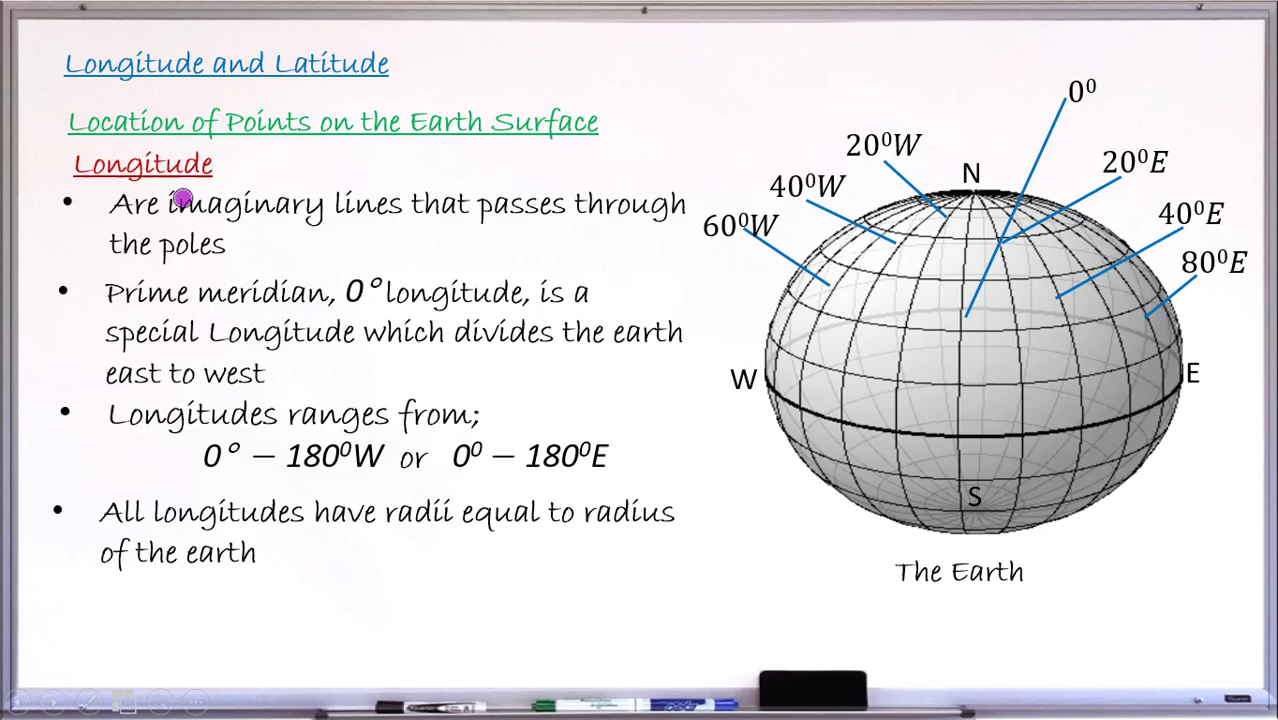 Longitude and Latitude
Location of Points on the Earth Surface
Longitude
• Are imaginary lines that passes through
the poles
• Prime meridian, 0° longitude, is a
special Longitude which divides the earth
east to west
• Longitudes ranges from;
0° − 180⁰W or 0⁰ − 180⁰E
• All longitudes have radii equal to radius
of the earth
0⁰
20⁰W
N
20⁰E
40⁰W
40⁰E
60⁰W
80⁰E
W
E
S
The Earth